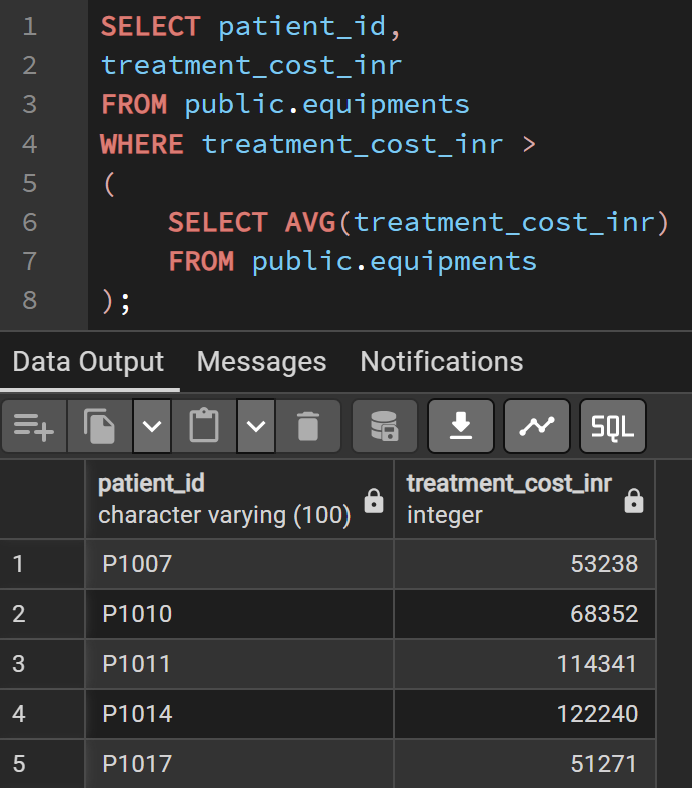 1 SELECT patient_id,
2 treatment_cost_inr
3 FROM public.equipments
4 WHERE treatment_cost_inr >
5 (
6     SELECT AVG(treatment_cost_inr)
7     FROM public.equipments
8 );
Data Output Messages Notifications
SQL
patient_id treatment_cost_inr
character varying (100) integer
1 P1007 53238
2 P1010 68352
3 P1011 114341
4 P1014 122240
5 P1017 51271